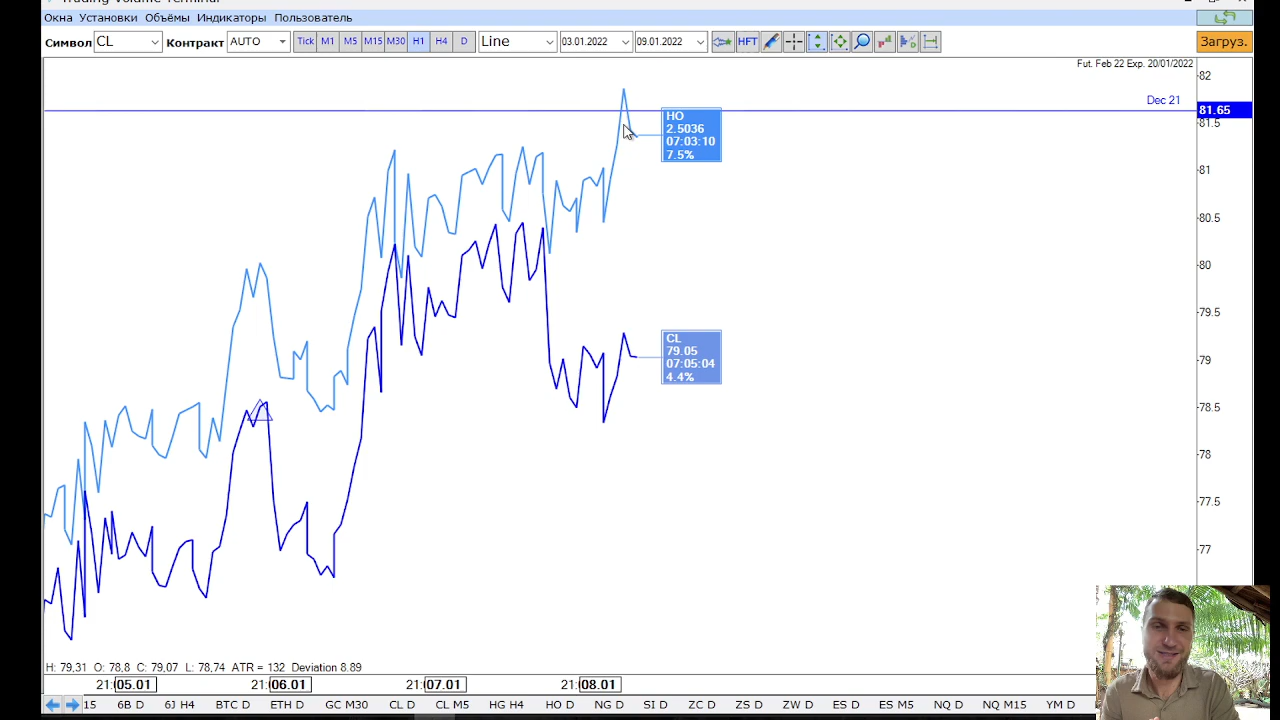 Trading Volume Terminal
Окна Установки Объёмы Индикаторы Пользователь
Символ CL Контракт AUTO Tick M1 M5 M15 M30 H1 H4 D Line 03.01.2022 09.01.2022 HFT Загруз.
Fut. Feb 22 Exp. 20/01/2022
82
Dec 21
81.65
81.5
HO
2.5036
07:03:10
7.5%
81
80.5
80
79.5
CL
79.05
07:05:04
4.4%
79
78.5
78
77.5
77
H: 79,31 O: 78,8 C: 79,07 L: 78,74 ATR = 132 Deviation 8.89
21: 05.01 21: 06.01 21: 07.01 21: 08.01
15 6B D 6J H4 BTC D ETH D GC M30 CL D CL M5 HG H4 HO D NG D SI D ZC D ZS D ZW D ES D ES M5 NQ D NQ M15 YM D